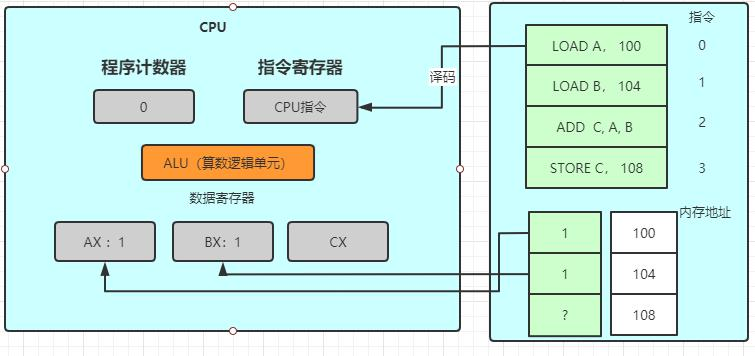 CPU
程序计数器
指令寄存器
0
CPU指令
译码
ALU（算数逻辑单元）
数据寄存器
AX：1
BX：1
CX
指令
LOAD A， 100
0
LOAD B， 104
1
ADD C, A, B
2
STORE C， 108
3
内存地址
1
100
1
104
?
108